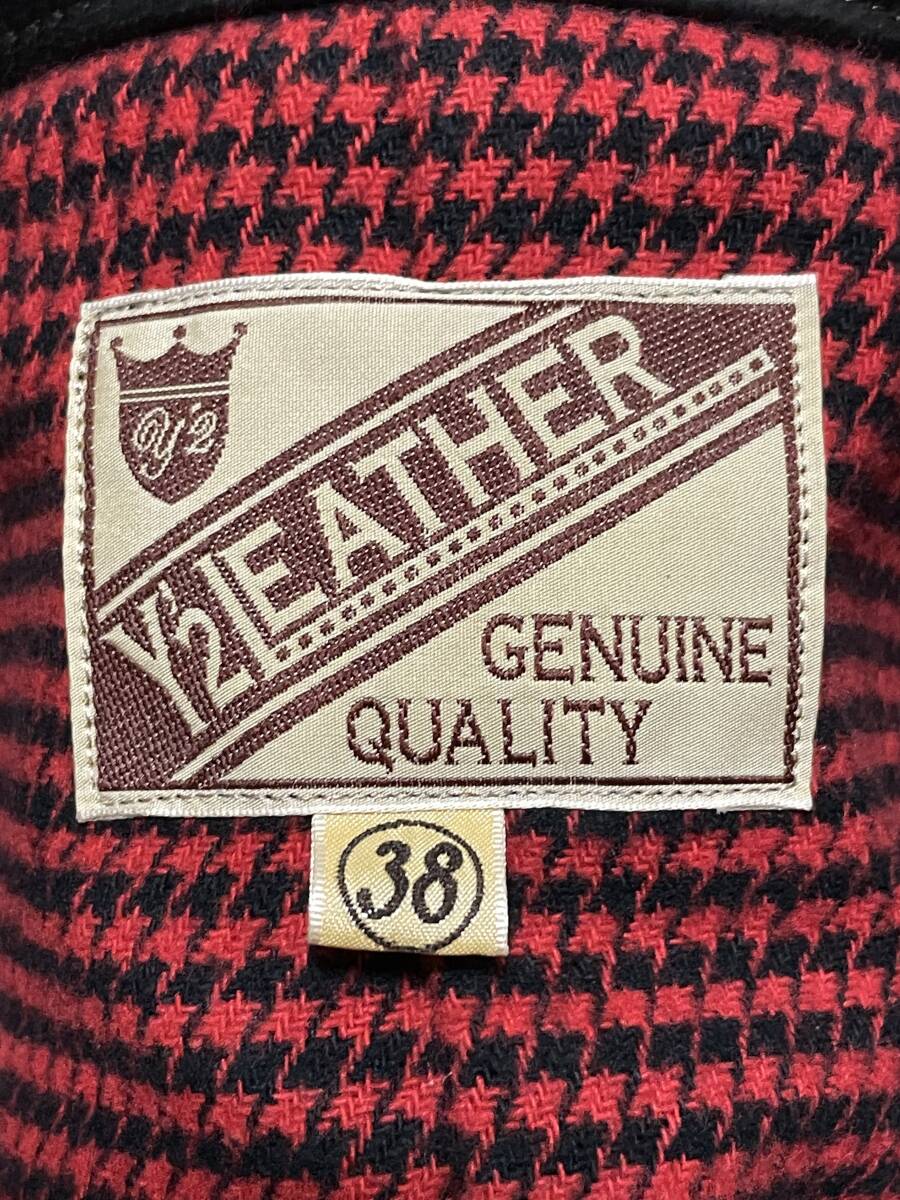 Y'2
Y'2 LEATHER
GENUINE
QUALITY
38